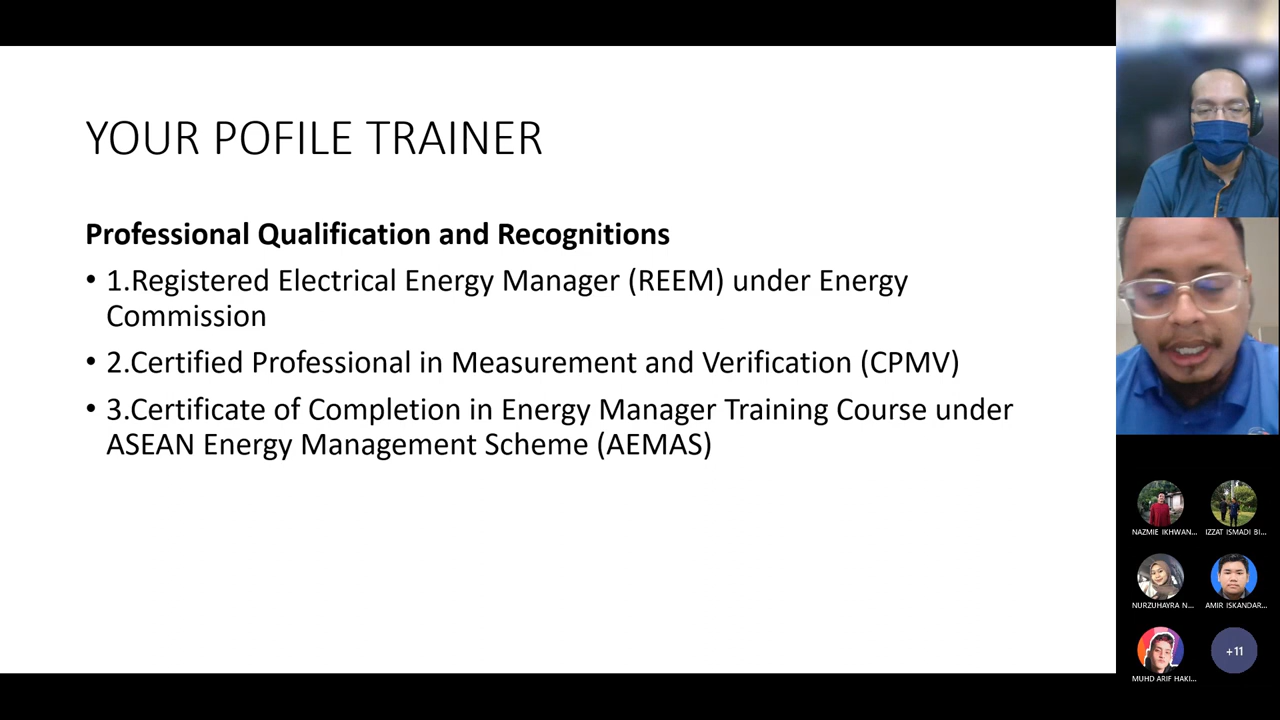 YOUR POFILE TRAINER
Professional Qualification and Recognitions
• 1.Registered Electrical Energy Manager (REEM) under Energy
Commission
• 2.Certified Professional in Measurement and Verification (CPMV)
• 3.Certificate of Completion in Energy Manager Training Course under
ASEAN Energy Management Scheme (AEMAS)
NAZMIE IKHWAN...
IZZAT ISMADI BI...
NURZUHAYRA N...
AMIR ISKANDAR...
MUHD ARIF HAKI...
+11